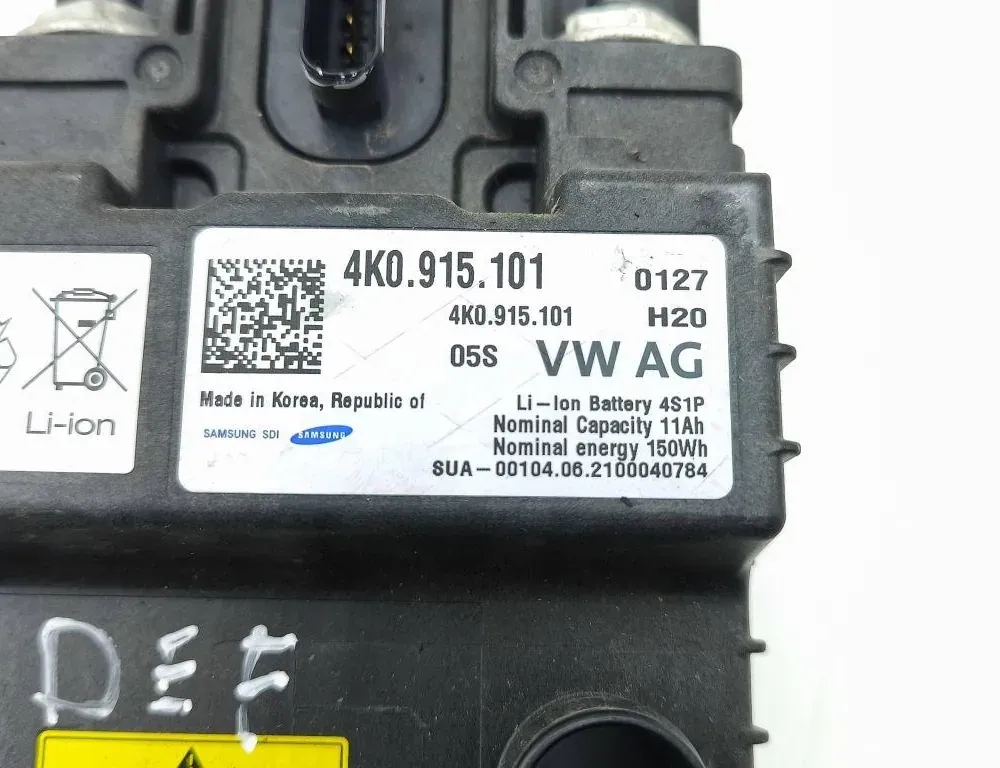 4K0.915.101
0127
4K0.915.101
H20
05S
VW AG
Made in Korea, Republic of
Li-Ion Battery 4S1P
SAMSUNG SDI SAMSUNG
Nominal Capacity 11Ah
Nominal energy 150Wh
SUA-00104.06.2100040784
Li-ion